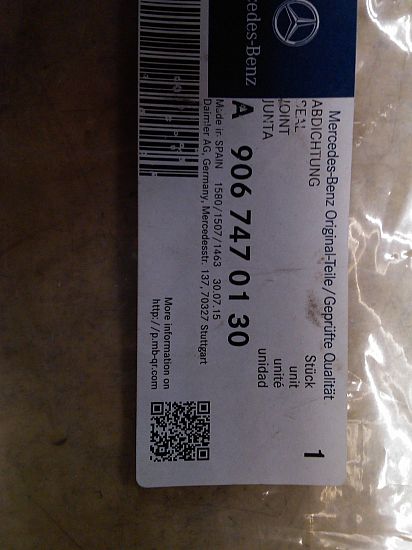 Mercedes-Benz
Mercedes-Benz Original-Teile/Geprüfte Qualität
ABDICHTUNG
SEAL
JOINT
JUNTA
Stück
unit
unité
unidad
1
A 906 747 01 30
Made in SPAIN 1580/1507/1463 30.07.15
Daimler AG, Germany, Mercedesstr. 137, 70327 Stuttgart
More information on
http://p.mb-qr.com